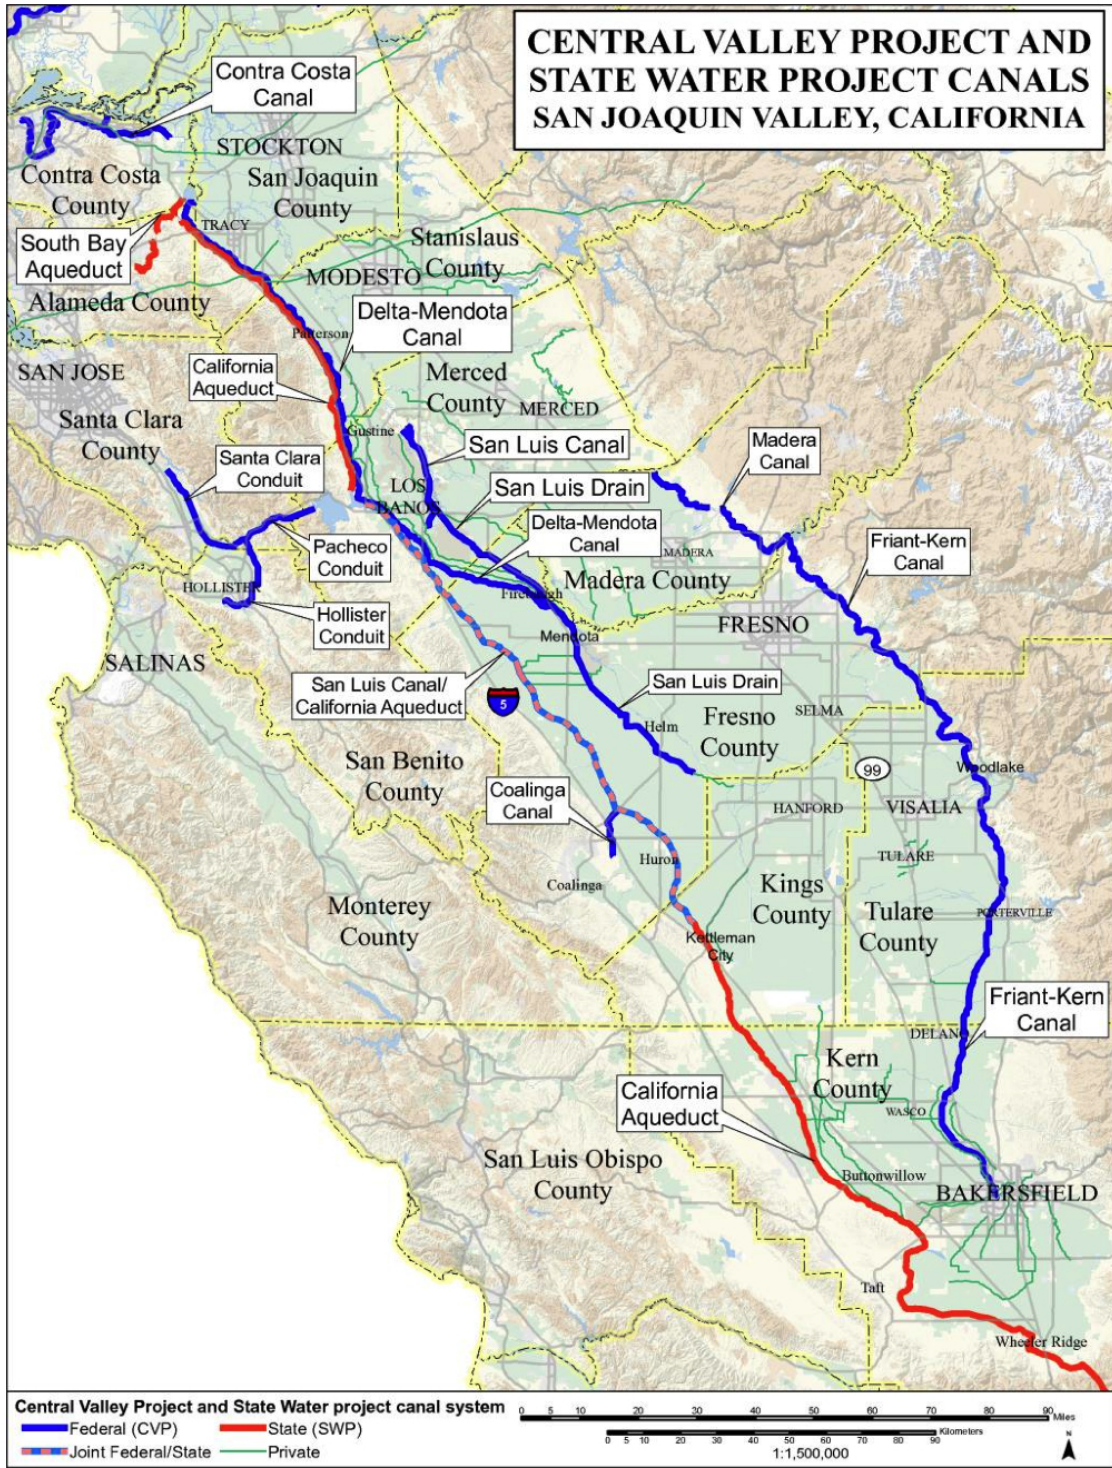 CENTRAL VALLEY PROJECT AND
STATE WATER PROJECT CANALS
SAN JOAQUIN VALLEY, CALIFORNIA
Contra Costa
Canal
STOCKTON
Contra Costa
County
San Joaquin
County
TRACY
South Bay
Aqueduct
Stanislaus
County
MODESTO
Alameda County
Delta-Mendota
Canal
Patterson
California
Aqueduct
SAN JOSE
Merced
County
MERCED
Santa Clara
County
Gustine
San Luis Canal
Madera
Canal
Santa Clara
Conduit
LOS
BANOS
San Luis Drain
Delta-Mendota
Canal
Friant-Kern
Canal
Pacheco
Conduit
MADERA
Madera County
HOLLISTER
Firebaugh
Hollister
Conduit
FRESNO
Mendota
SALINAS
San Luis Canal/
California Aqueduct
San Luis Drain
5
SELMA
Fresno
County
Helm
San Benito
County
99
Woodlake
Coalinga
Canal
HANFORD
VISALIA
Huron
TULARE
Coalinga
Kings
County
Monterey
County
Tulare
County
PORTERVILLE
Kettleman
City
Friant-Kern
Canal
DELANO
Kern
County
California
Aqueduct
WASCO
San Luis Obispo
County
Buttonwillow
BAKERSFIELD
Taft
Wheeler Ridge
Central Valley Project and State Water project canal system
Federal (CVP)
State (SWP)
Joint Federal/State
Private
0 5 10 20 30 40 50 60 70 80 90 Miles
0 5 10 20 30 40 50 60 70 80 90 Kilometers
1:1,500,000
N